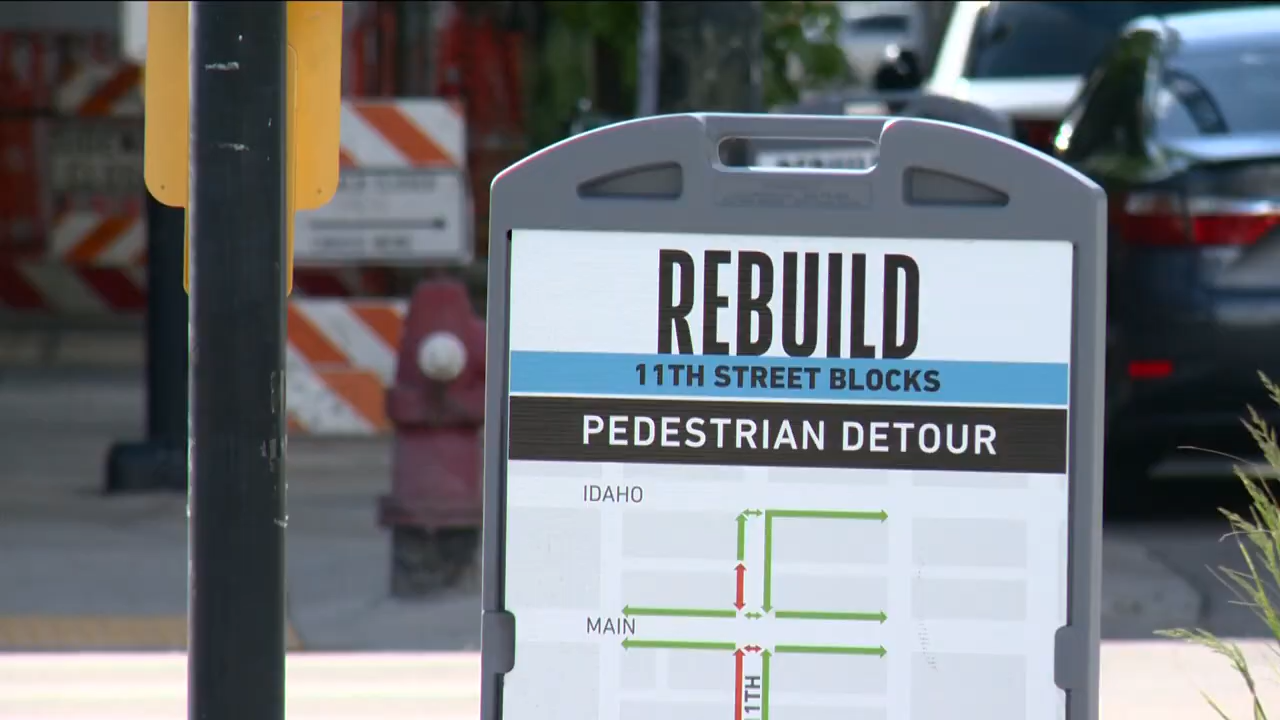 REBUILD
11TH STREET BLOCKS
PEDESTRIAN DETOUR
IDAHO
MAIN
11TH